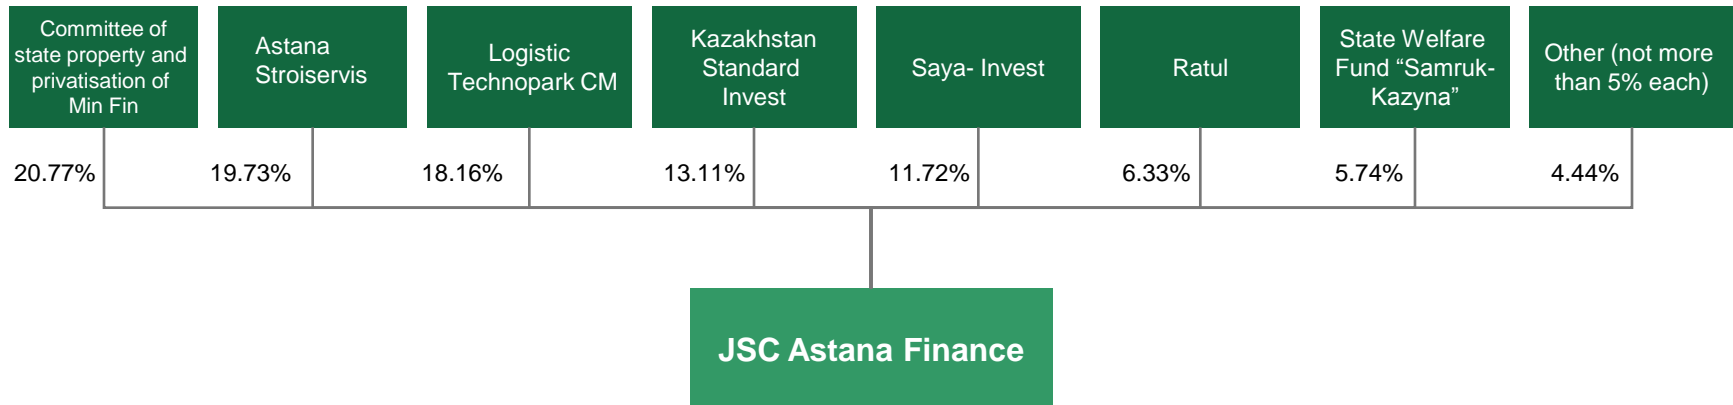 Committee of
state property and
privatisation of
Min Fin
Astana
Stroiservis
Logistic
Technopark CM
Kazakhstan
Standard
Invest
Saya- Invest
Ratul
State Welfare
Fund “Samruk-
Kazyna”
Other (not more
than 5% each)
20.77%
19.73%
18.16%
13.11%
11.72%
6.33%
5.74%
4.44%
JSC Astana Finance